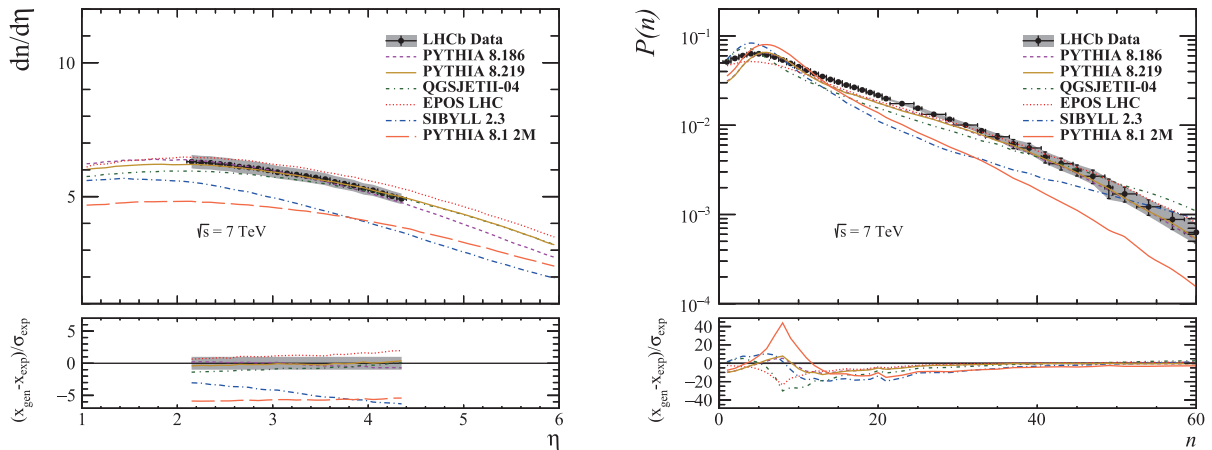 dn/dη
10
5
LHCb Data
PYTHIA 8.186
PYTHIA 8.219
QGSJETII-04
EPOS LHC
SIBYLL 2.3
PYTHIA 8.1 2M
√s = 7 TeV
(x_gen-x_exp)/σ_exp
5
0
−5
1 2 3 4 5 6
η
P(n)
10⁻¹
10⁻²
10⁻³
10⁻⁴
LHCb Data
PYTHIA 8.186
PYTHIA 8.219
QGSJETII-04
EPOS LHC
SIBYLL 2.3
PYTHIA 8.1 2M
√s = 7 TeV
(x_gen-x_exp)/σ_exp
40
20
0
−20
−40
0 20 40 60
n